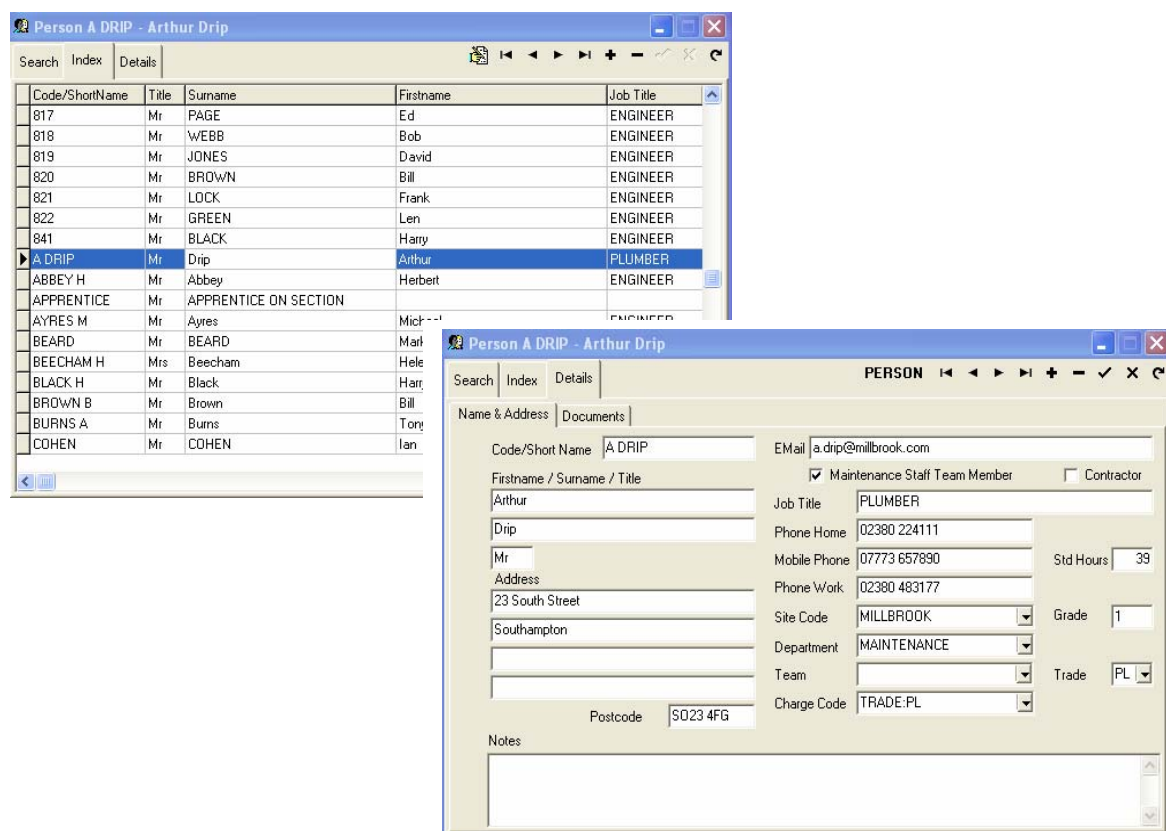 Person A DRIP - Arthur Drip
Search Index Details
Code/ShortName Title Surname Firstname Job Title
817 Mr PAGE Ed ENGINEER
818 Mr WEBB Bob ENGINEER
819 Mr JONES David ENGINEER
820 Mr BROWN Bill ENGINEER
821 Mr LOCK Frank ENGINEER
822 Mr GREEN Len ENGINEER
841 Mr BLACK Harry ENGINEER
A DRIP Mr Drip Arthur PLUMBER
ABBEY H Mr Abbey Herbert ENGINEER
APPRENTICE Mr APPRENTICE ON SECTION
AYRES M Mr Ayres
BEARD Mr BEARD
BEECHAM H Mrs Beecham
BLACK H Mr Black
BROWN B Mr Brown Bill
BURNS A Mr Burns
COHEN Mr COHEN Ian
Person A DRIP - Arthur Drip
Search Index Details PERSON
Name & Address Documents
Code/Short Name A DRIP EMail a.drip@millbrook.com
Firstname / Surname / Title Maintenance Staff Team Member Contractor
Arthur Job Title PLUMBER
Drip Phone Home 02380 224111
Mr Mobile Phone 07773 657890 Std Hours 39
Address Phone Work 02380 483177
23 South Street Site Code MILLBROOK Grade 1
Southampton Department MAINTENANCE
Team Trade PL
Charge Code TRADE:PL
Postcode SO23 4FG
Notes